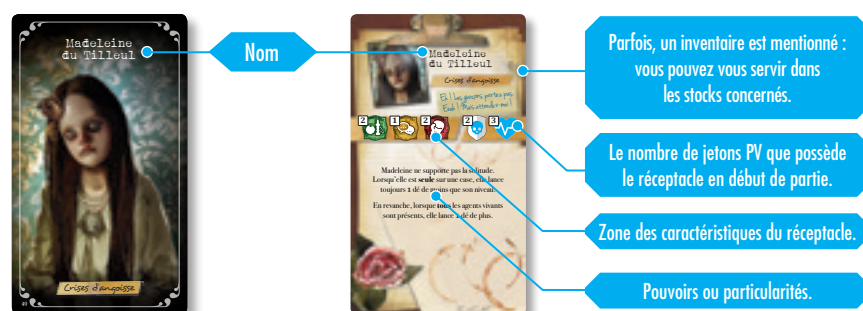 Madeleine
du Tilleul
Crises d'angoisse
Nom
Madeleine
du Tilleul
Crises d'angoisse
Eh ! Les garçons, partez pas.
Eeeh ! Mais attendez-moi !
2 1 2 2 3
Madeleine ne supporte pas la solitude.
Lorsqu'elle est seule sur une case, elle lance
toujours 1 dé de moins que son niveau.
En revanche, lorsque tous les agents vivants
sont présents, elle lance 1 dé de plus.
Parfois, un inventaire est mentionné :
vous pouvez vous servir dans
les stocks concernés.
Le nombre de jetons PV que possède
le réceptacle en début de partie.
Zone des caractéristiques du réceptacle.
Pouvoirs ou particularités.